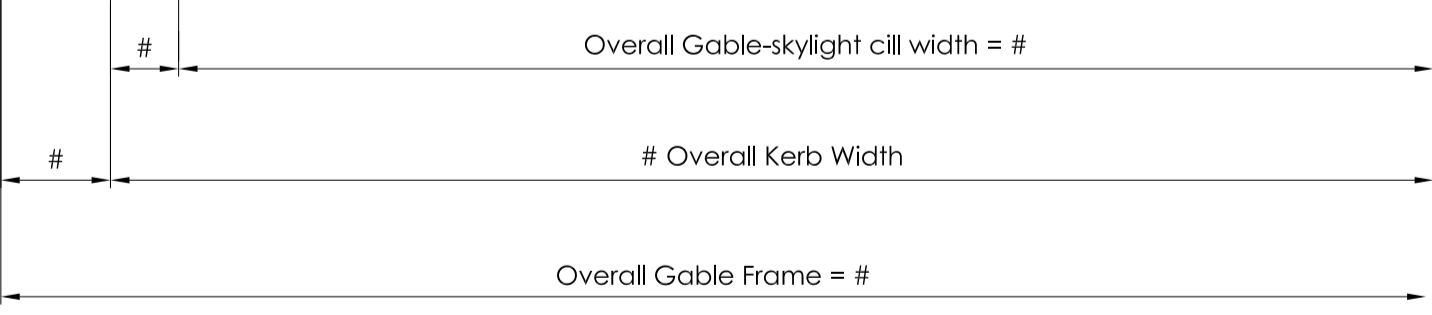 #
Overall Gable-skylight cill width = #
#
# Overall Kerb Width
Overall Gable Frame = #